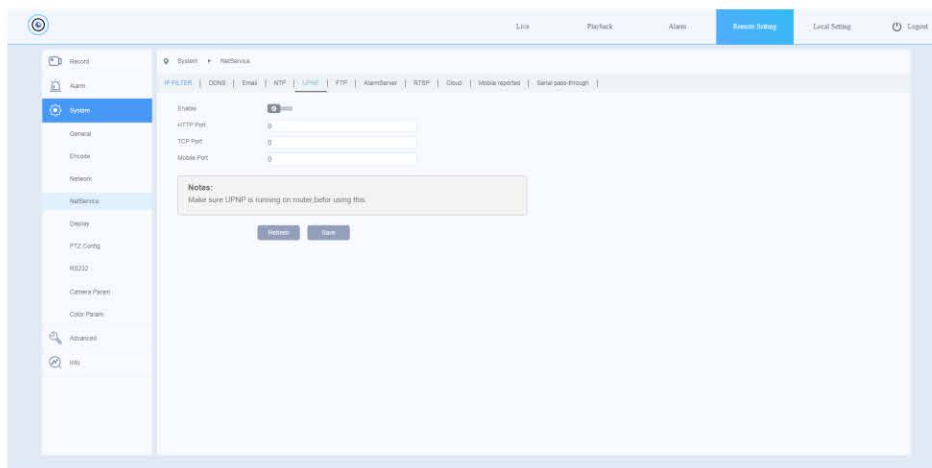 Live Playback Alarm Remote Setting Local Setting Logout
Record
Alarm
System
General
Encode
Network
NetService
Display
PTZ Config
RS232
Camera Param
Color Param
Advanced
Info
System NetService
IP FILTER | DDNS | Email | NTP | UPNP | FTP | AlarmServer | RTSP | Cloud | Mobile reported | Serial pass-through |
Enable
HTTP Port 0
TCP Port 0
Mobile Port 0
Notes:
Make sure UPNP is running on router,befor using this.
Refresh Save